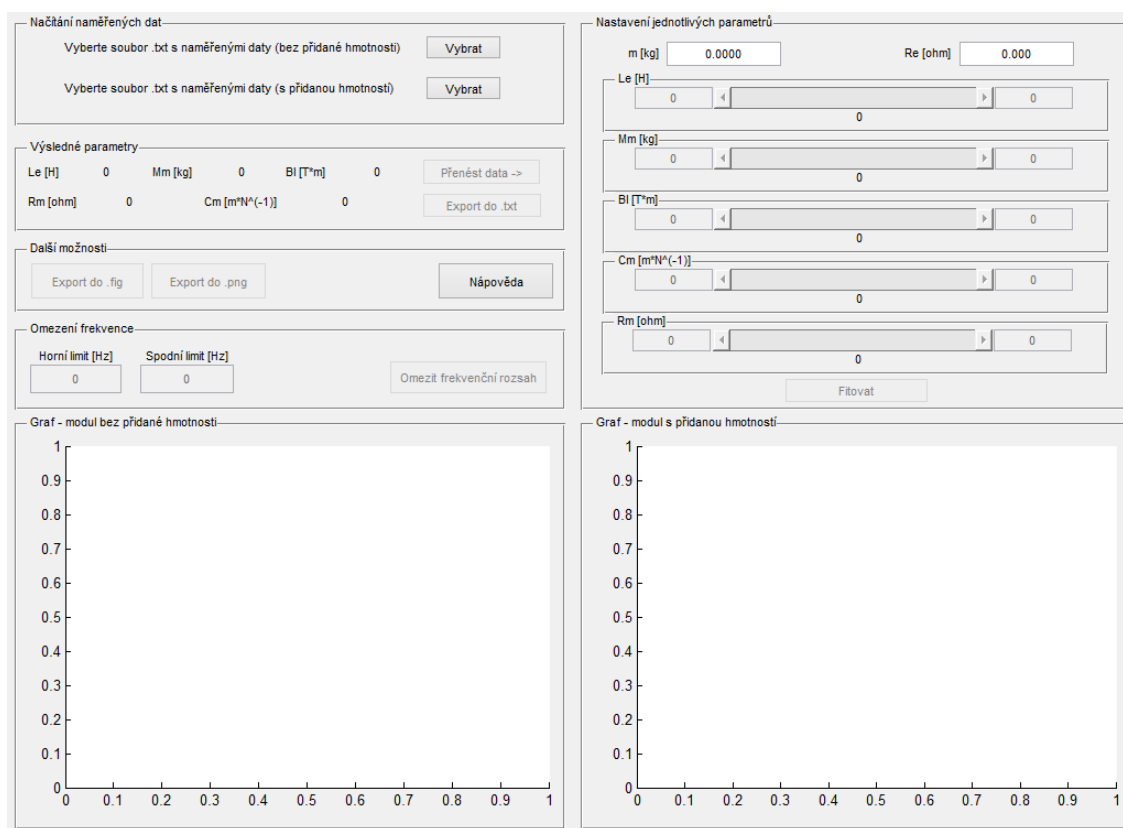 Načítání naměřených dat
Vyberte soubor .txt s naměřenými daty (bez přidané hmotnosti) Vybrat
Vyberte soubor .txt s naměřenými daty (s přidanou hmotností) Vybrat
Výsledné parametry
Le [H] 0 Mm [kg] 0 Bl [T*m] 0 Přenést data ->
Rm [ohm] 0 Cm [m*N^(-1)] 0 Export do .txt
Další možnosti
Export do .fig Export do .png Nápověda
Omezení frekvence
Horní limit [Hz] Spodní limit [Hz]
0 0 Omezit frekvenční rozsah
Nastavení jednotlivých parametrů
m [kg] 0.0000 Re [ohm] 0.000
Le [H]
0 0
0
Mm [kg]
0 0
0
Bl [T*m]
0 0
0
Cm [m*N^(-1)]
0 0
0
Rm [ohm]
0 0
0
Fitovat
Graf - modul bez přidané hmotnosti
1
0.9
0.8
0.7
0.6
0.5
0.4
0.3
0.2
0.1
0
0 0.1 0.2 0.3 0.4 0.5 0.6 0.7 0.8 0.9 1
Graf - modul s přidanou hmotností
1
0.9
0.8
0.7
0.6
0.5
0.4
0.3
0.2
0.1
0
0 0.1 0.2 0.3 0.4 0.5 0.6 0.7 0.8 0.9 1